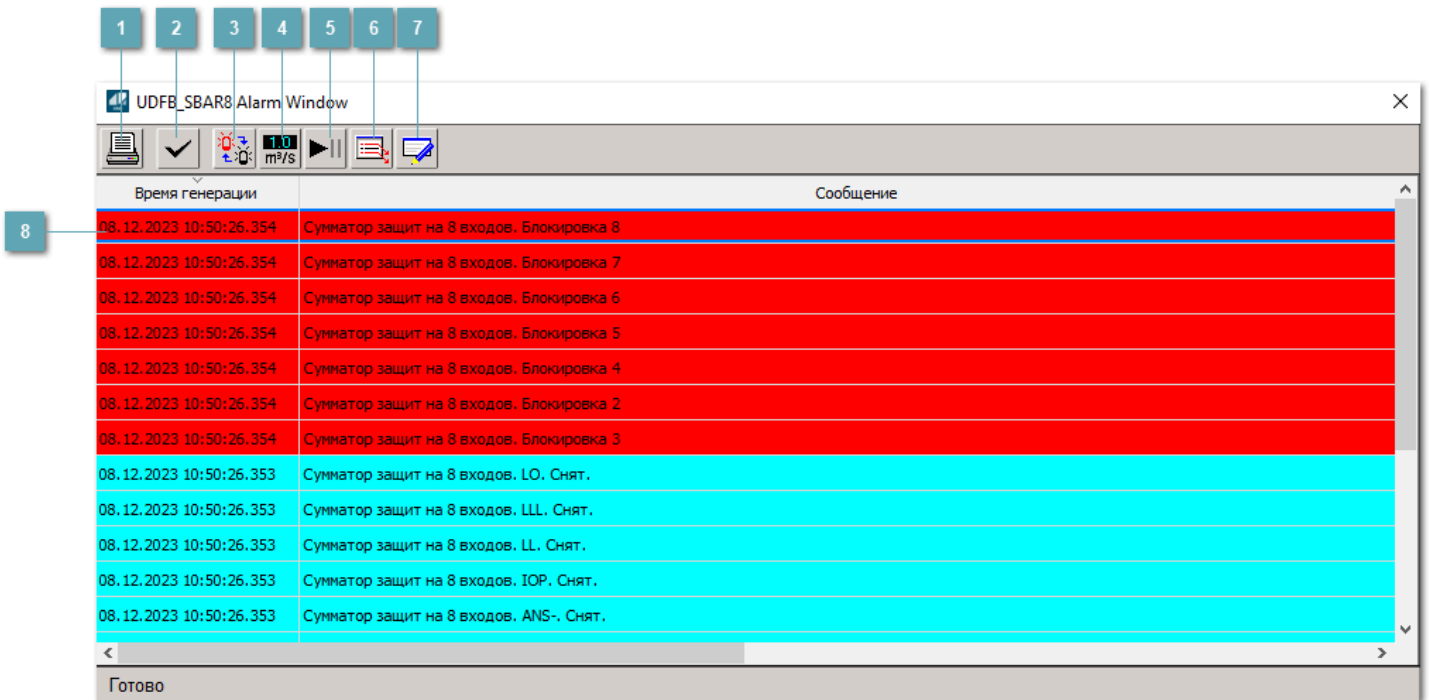 1 2 3 4 5 6 7
UDFB_SBAR8 Alarm Window
1.0
m³/s
Время генерации Сообщение
8
08.12.2023 10:50:26.354 Сумматор защит на 8 входов. Блокировка 8
08.12.2023 10:50:26.354 Сумматор защит на 8 входов. Блокировка 7
08.12.2023 10:50:26.354 Сумматор защит на 8 входов. Блокировка 6
08.12.2023 10:50:26.354 Сумматор защит на 8 входов. Блокировка 5
08.12.2023 10:50:26.354 Сумматор защит на 8 входов. Блокировка 4
08.12.2023 10:50:26.354 Сумматор защит на 8 входов. Блокировка 2
08.12.2023 10:50:26.354 Сумматор защит на 8 входов. Блокировка 3
08.12.2023 10:50:26.353 Сумматор защит на 8 входов. LO. Снят.
08.12.2023 10:50:26.353 Сумматор защит на 8 входов. LLL. Снят.
08.12.2023 10:50:26.353 Сумматор защит на 8 входов. LL. Снят.
08.12.2023 10:50:26.353 Сумматор защит на 8 входов. IOP. Снят.
08.12.2023 10:50:26.353 Сумматор защит на 8 входов. ANS-. Снят.
Готово